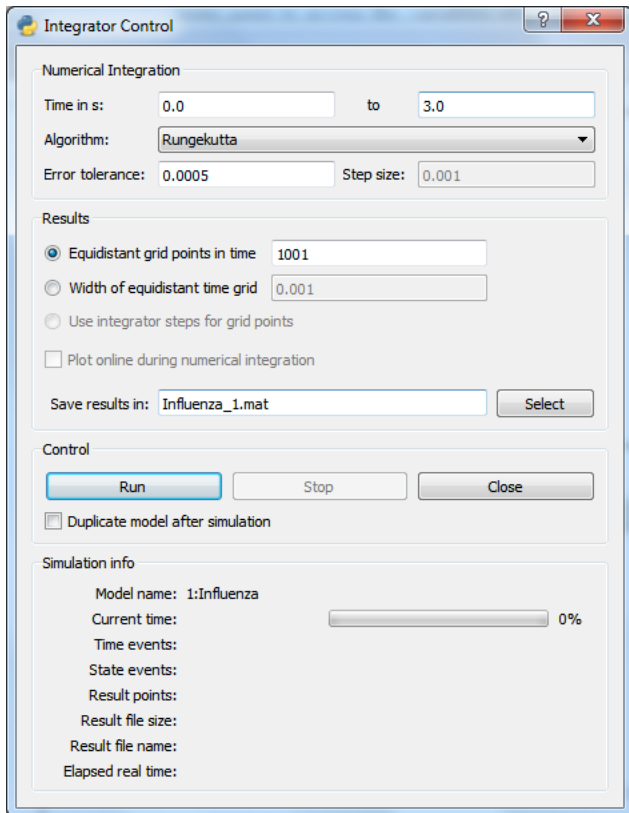 Integrator Control
Numerical Integration
Time in s: 0.0 to 3.0
Algorithm: Rungekutta
Error tolerance: 0.0005 Step size: 0.001
Results
Equidistant grid points in time 1001
Width of equidistant time grid 0.001
Use integrator steps for grid points
Plot online during numerical integration
Save results in: Influenza_1.mat Select
Control
Run Stop Close
Duplicate model after simulation
Simulation info
Model name: 1:Influenza
Current time: 0%
Time events:
State events:
Result points:
Result file size:
Result file name:
Elapsed real time: